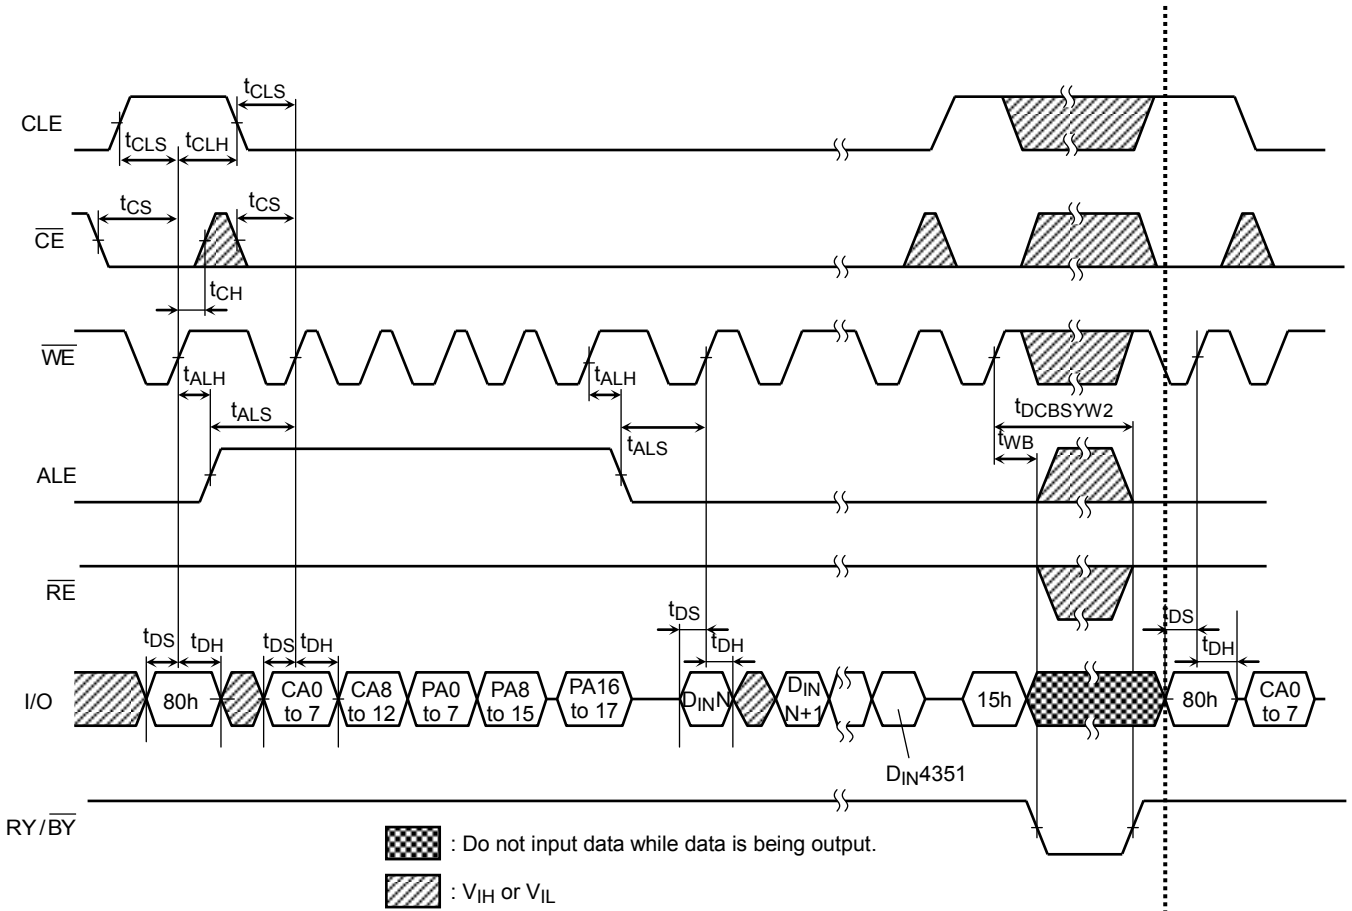 tCLS
CLE
tCLS
tCLH
tCS
tCS
CE
tCH
WE
tALH
tALH
tALS
tDCBSYW2
tALS
tWB
ALE
RE
tDS
tDH
tDS
tDH
tDS
tDH
DS
tDH
I/O
80h
CA0
to 7
CA8
to 12
PA0
to 7
PA8
to 15
PA16
to 17
DINN
DIN
N+1
15h
80h
CA0
to 7
DIN4351
RY/BY
: Do not input data while data is being output.
: VIH or VIL